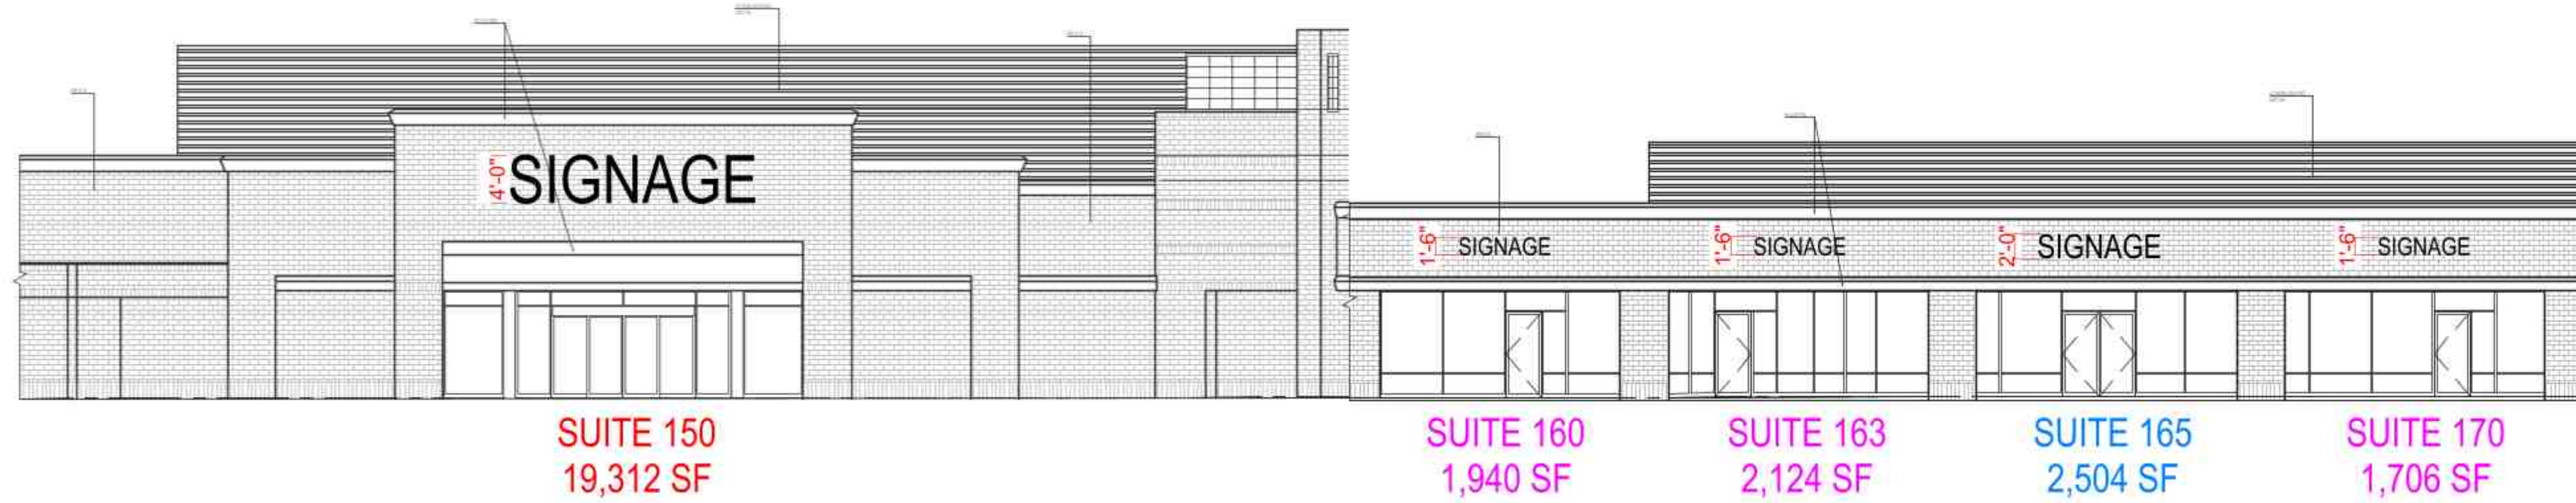 4'-0"
SIGNAGE
1'-6"
SIGNAGE
1'-6"
SIGNAGE
2'-0"
SIGNAGE
1'-6"
SIGNAGE
SUITE 150
19,312 SF
SUITE 160
1,940 SF
SUITE 163
2,124 SF
SUITE 165
2,504 SF
SUITE 170
1,706 SF